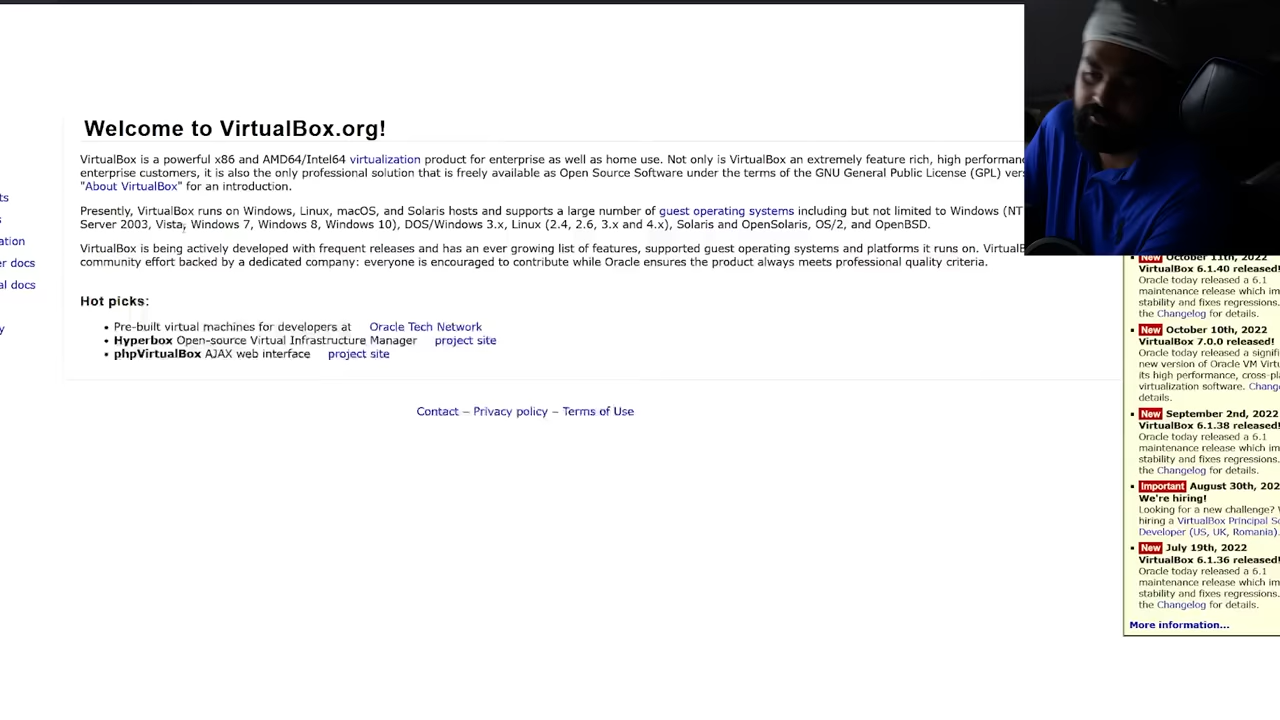 Welcome to VirtualBox.org!
VirtualBox is a powerful x86 and AMD64/Intel64 virtualization product for enterprise as well as home use. Not only is VirtualBox an extremely feature rich, high
enterprise customers, it is also the only professional solution that is freely available as Open Source Software under the terms of the GNU General Public License (GPL)
"About VirtualBox" for an introduction.
Presently, VirtualBox runs on Windows, Linux, macOS, and Solaris hosts and supports a large number of guest operating systems including but not limited to Windows (NT
Server 2003, Vista, Windows 7, Windows 8, Windows 10), DOS/Windows 3.x, Linux (2.4, 2.6, 3.x and 4.x), Solaris and OpenSolaris, OS/2, and OpenBSD.
VirtualBox is being actively developed with frequent releases and has an ever growing list of features, supported guest operating systems and platforms it runs on.
community effort backed by a dedicated company: everyone is encouraged to contribute while Oracle ensures the product always meets professional quality criteria.
Hot picks:
• Pre-built virtual machines for developers at Oracle Tech Network
• Hyperbox Open-source Virtual Infrastructure Manager project site
• phpVirtualBox AJAX web interface project site
Contact – Privacy policy – Terms of Use
er docs
al docs
New October 11th, 2022
VirtualBox 6.1.40 released!
Oracle today released a 6.1
maintenance release which
stability and fixes regressions.
the Changelog for details.
New October 10th, 2022
VirtualBox 7.0.0 released!
Oracle today released a
new version of Oracle VM
its high performance,
virtualization software.
details.
New September 2nd, 2022
VirtualBox 6.1.38 released!
Oracle today released a 6.1
maintenance release which
stability and fixes regressions.
the Changelog for details.
Important August 30th,
We're hiring!
Looking for a new challenge?
hiring a VirtualBox Principal
Developer (US, UK, Romania).
New July 19th, 2022
VirtualBox 6.1.36 released!
Oracle today released a 6.1
maintenance release which
stability and fixes regressions.
the Changelog for details.
More information...